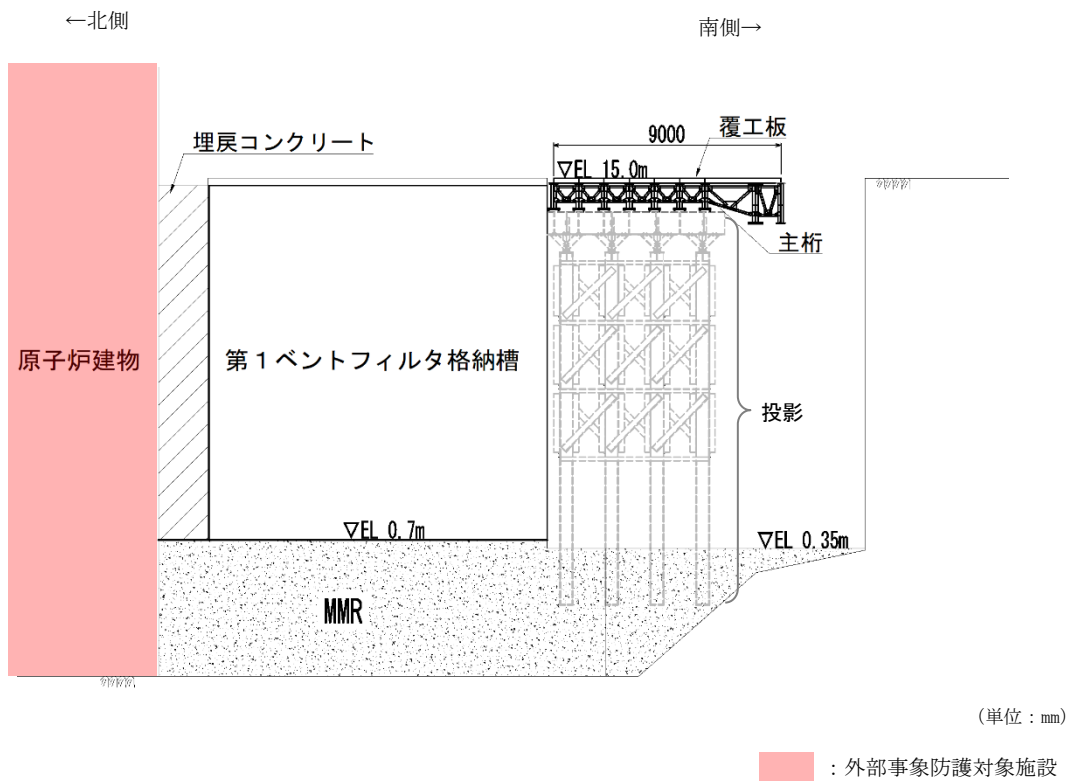 ←北側
南側→
埋戻コンクリート
9000
覆工板
▽EL 15.0m
主桁
原子炉建物
第1ベントフィルタ格納槽
投影
▽EL 0.7m
▽EL 0.35m
MMR
(単位:mm)
:外部事象防護対象施設